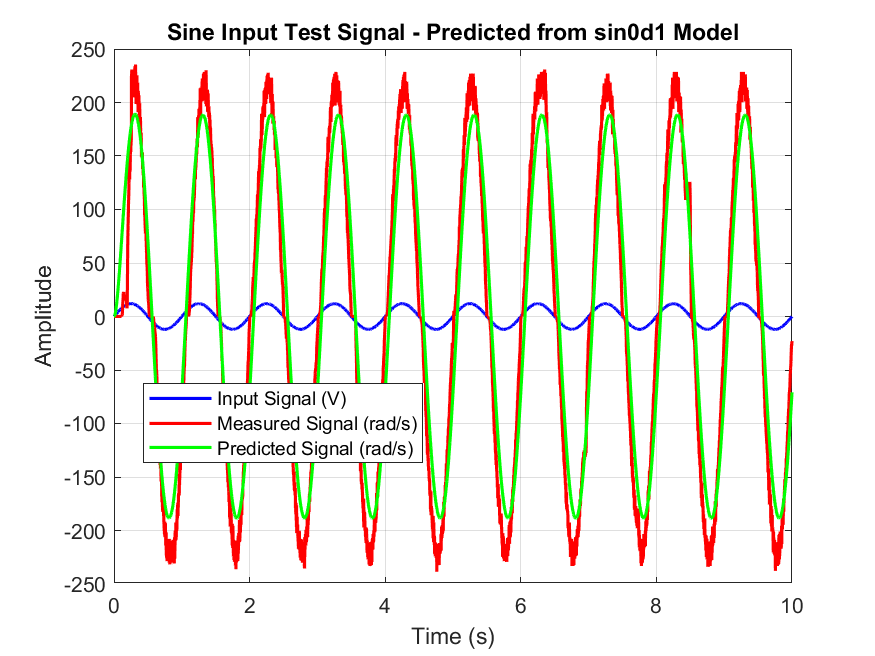 Sine Input Test Signal - Predicted from sin0d1 Model
250
200
150
100
50
0
-50
-100
-150
-200
-250
Amplitude
Input Signal (V)
Measured Signal (rad/s)
Predicted Signal (rad/s)
0 2 4 6 8 10
Time (s)